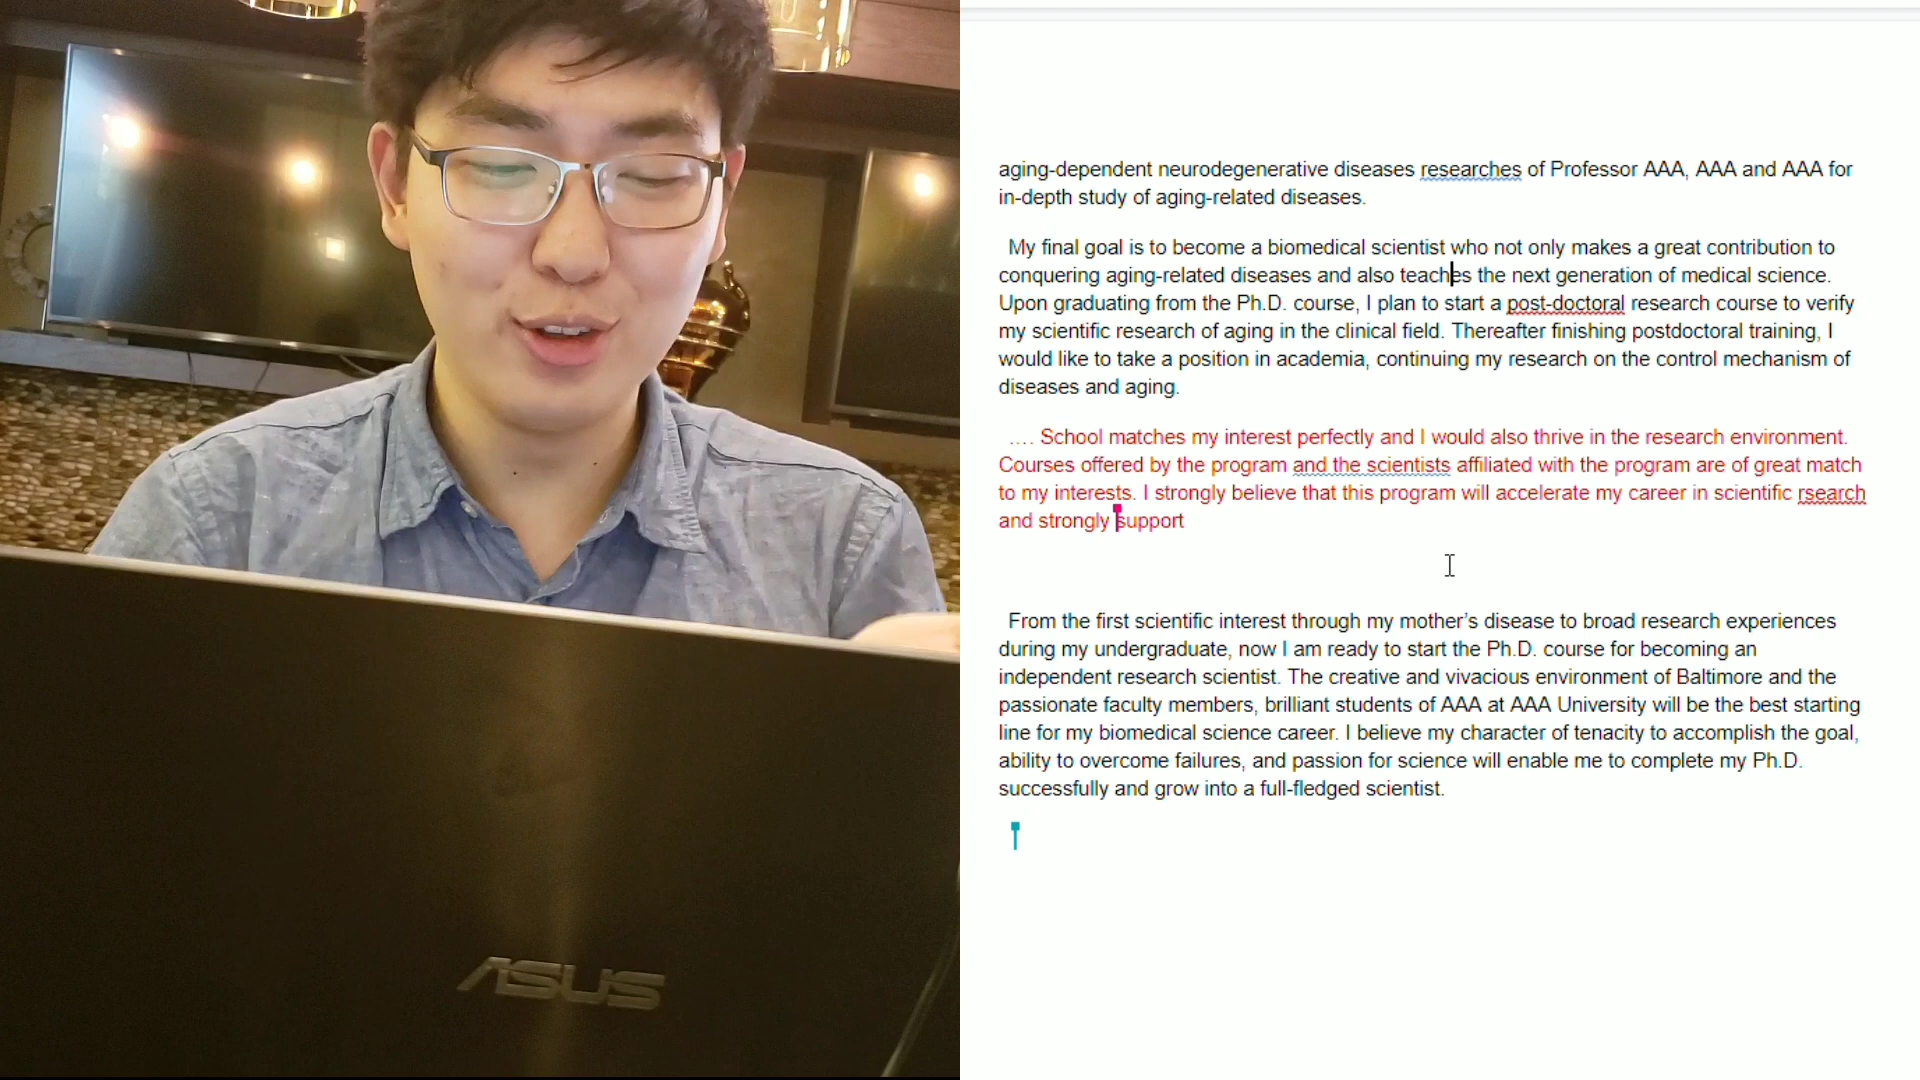 ASUS
aging-dependent neurodegenerative diseases researches of Professor AAA, AAA and AAA for
in-depth study of aging-related diseases.
My final goal is to become a biomedical scientist who not only makes a great contribution to
conquering aging-related diseases and also teaches the next generation of medical science.
Upon graduating from the Ph.D. course, I plan to start a post-doctoral research course to verify
my scientific research of aging in the clinical field. Thereafter finishing postdoctoral training, I
would like to take a position in academia, continuing my research on the control mechanism of
diseases and aging.
.... School matches my interest perfectly and I would also thrive in the research environment.
Courses offered by the program and the scientists affiliated with the program are of great match
to my interests. I strongly believe that this program will accelerate my career in scientific rsearch
and strongly support
From the first scientific interest through my mother’s disease to broad research experiences
during my undergraduate, now I am ready to start the Ph.D. course for becoming an
independent research scientist. The creative and vivacious environment of Baltimore and the
passionate faculty members, brilliant students of AAA at AAA University will be the best starting
line for my biomedical science career. I believe my character of tenacity to accomplish the goal,
ability to overcome failures, and passion for science will enable me to complete my Ph.D.
successfully and grow into a full-fledged scientist.